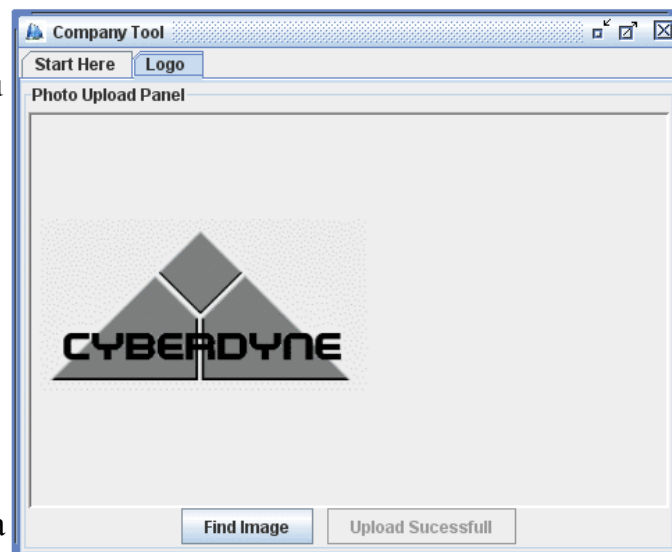 Company Tool
Start Here Logo
a
Photo Upload Panel
CYBERDYNE
a
Find Image Upload Sucessfull